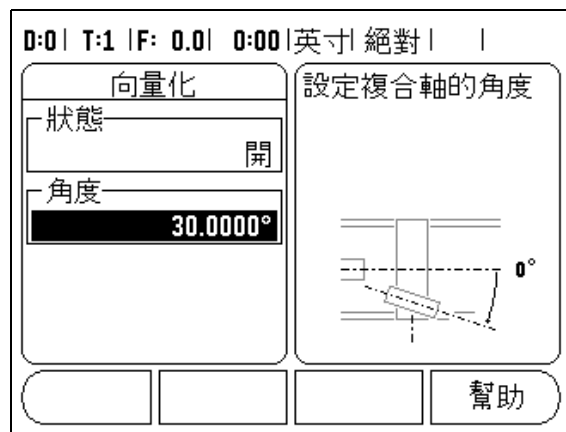 D:0 | T:1 | F: 0.0 | 0:00 | 英寸 | 絕對 | |
向量化
狀態
開
角度
30.0000°
設定複合軸的角度
0°
幫助